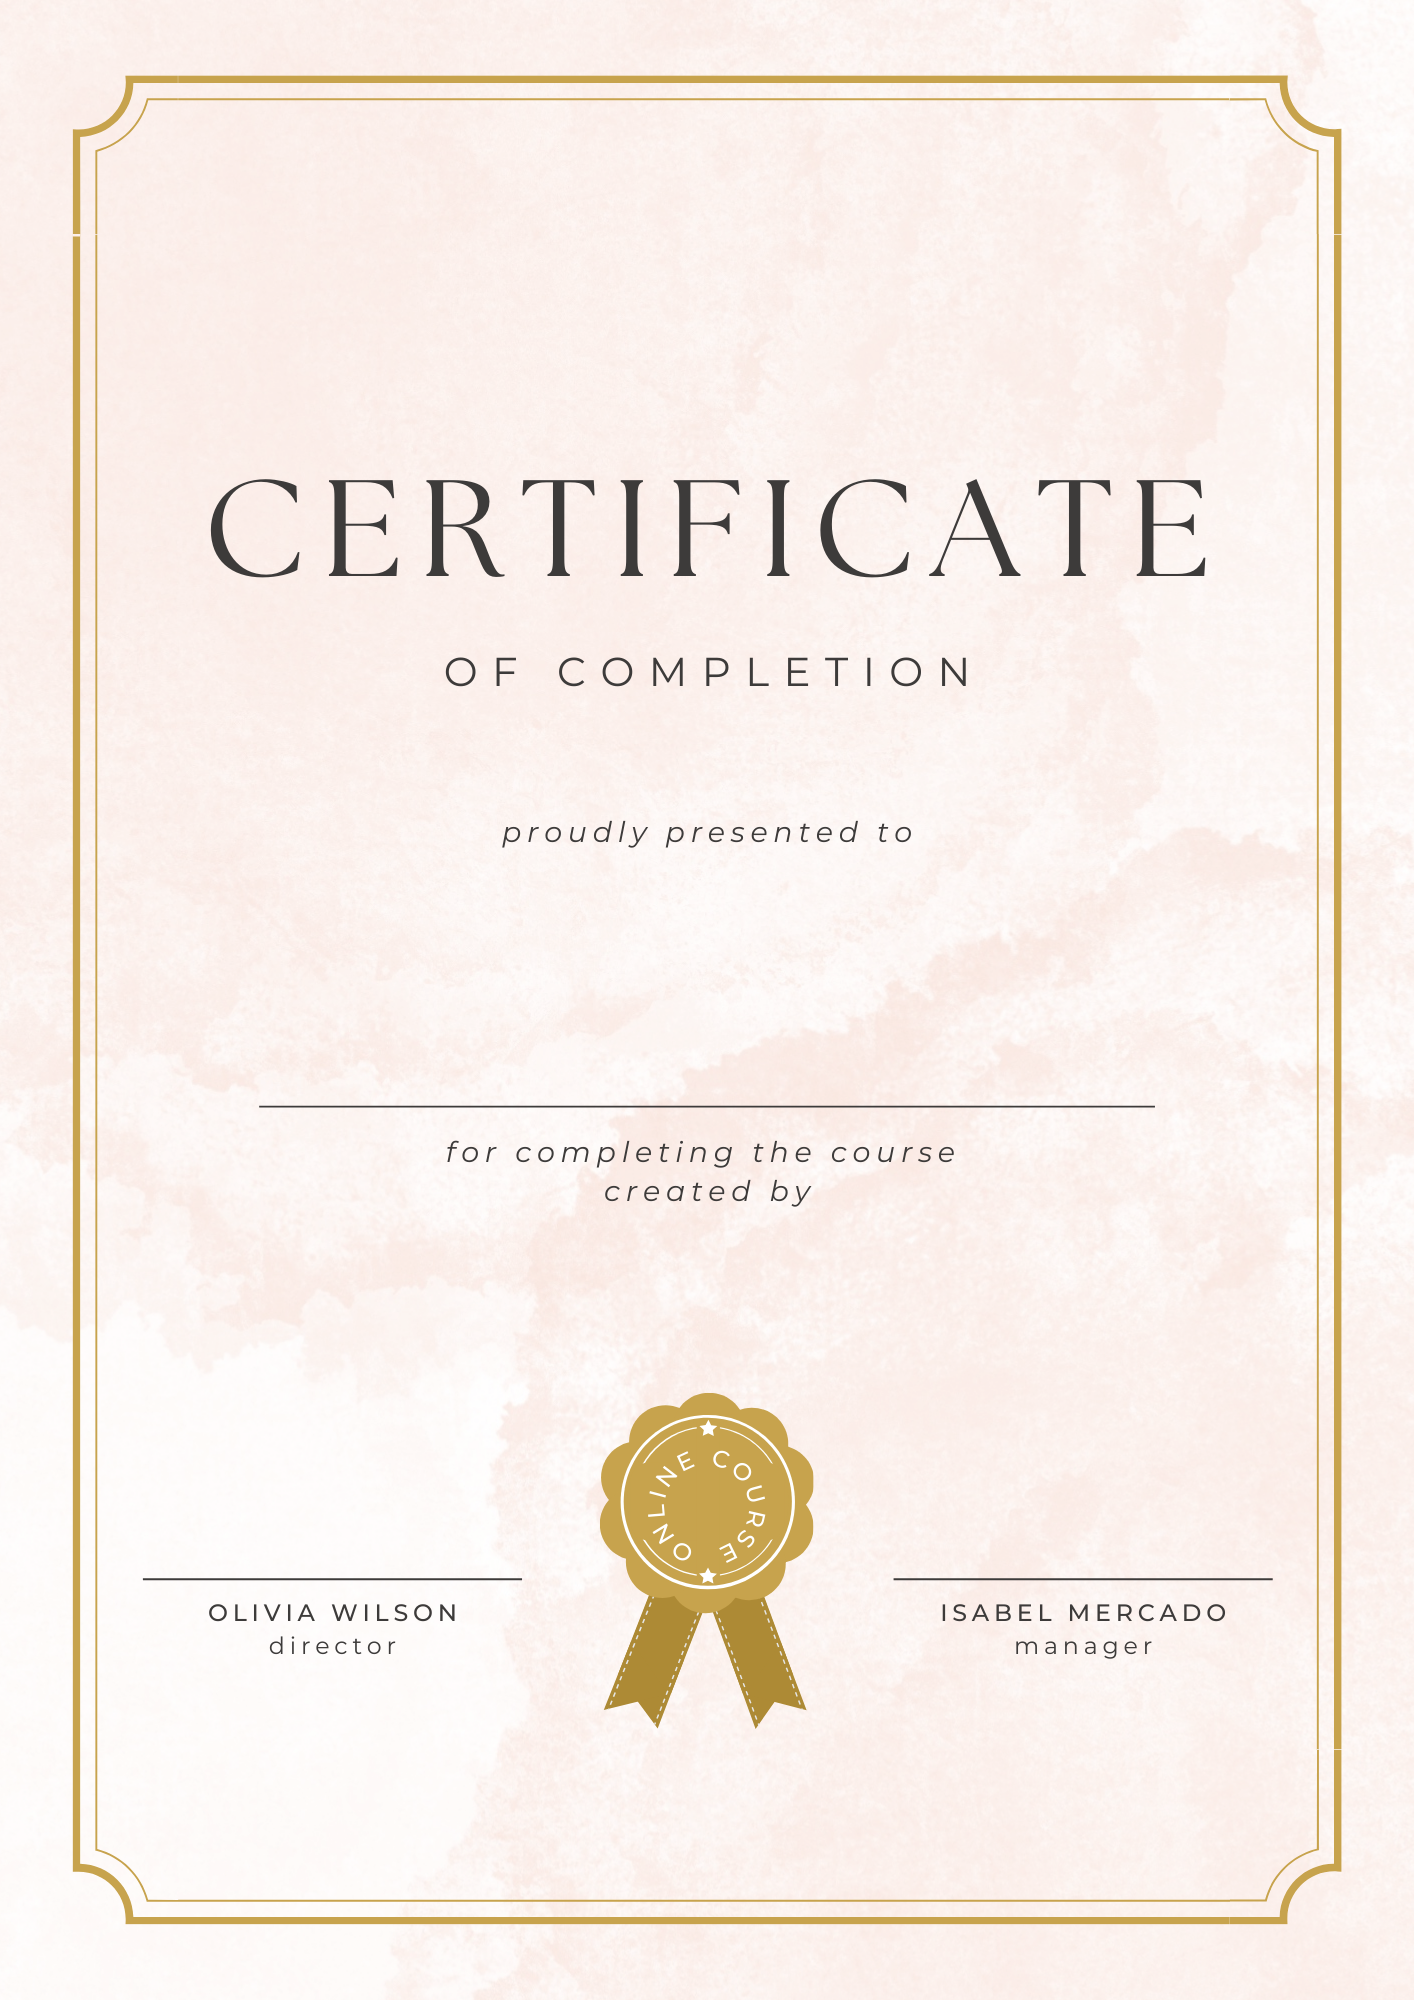 CERTIFICATE
OF COMPLETION
proudly presented to
for completing the course
created by
ONLINE COURSE
OLIVIA WILSON
director
ISABEL MERCADO
manager